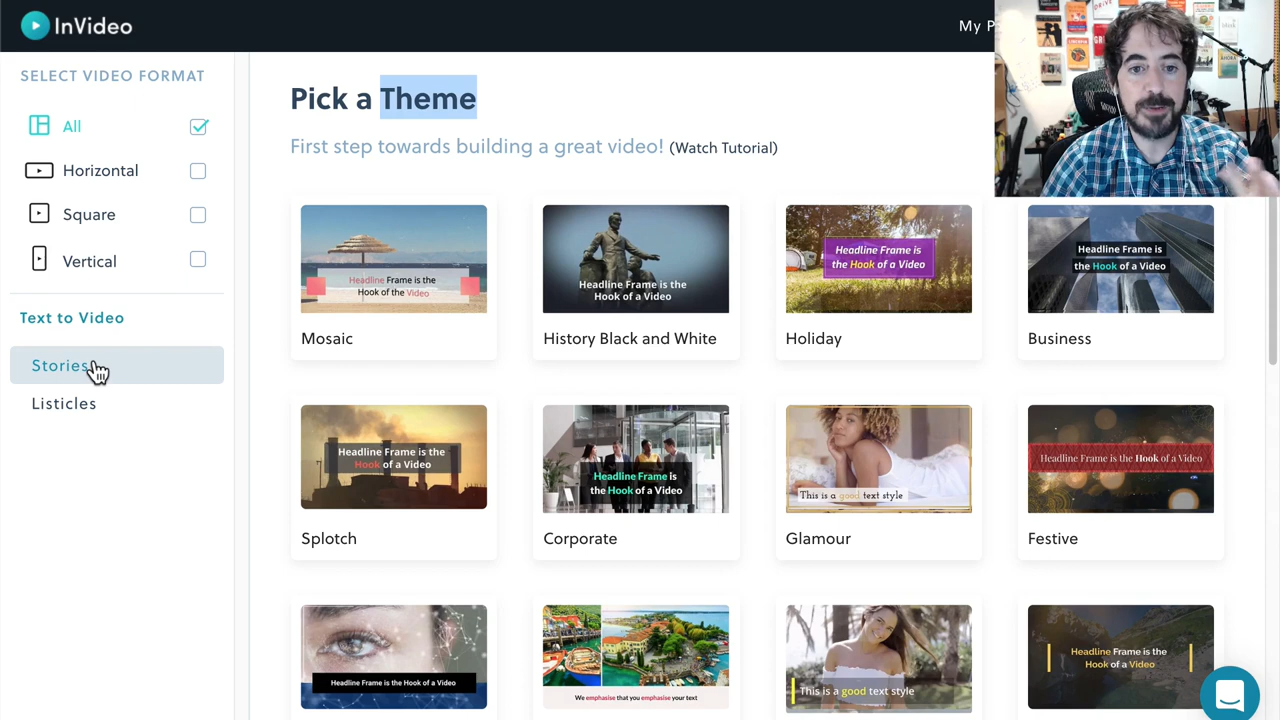 InVideo
My P
SELECT VIDEO FORMAT
All
Horizontal
Square
Vertical
Text to Video
Stories
Listicles
Pick a Theme
First step towards building a great video! (Watch Tutorial)
Headline Frame is the
Hook of the Video
Mosaic
Headline Frame is the
Hook of a Video
History Black and White
Headline Frame is
the Hook of a Video
Holiday
Headline Frame is
the Hook of a Video
Business
Headline Frame is the
Hook of a Video
Splotch
Headline Frame is
the Hook of a Video
Corporate
This is a good text style
Glamour
Headline Frame is the Hook of a Video
Festive
Headline Frame is the Hook of a Video
We emphasise that you emphasise your text
This is a good text style
Headline Frame is the
Hook of a Video
DRIVE